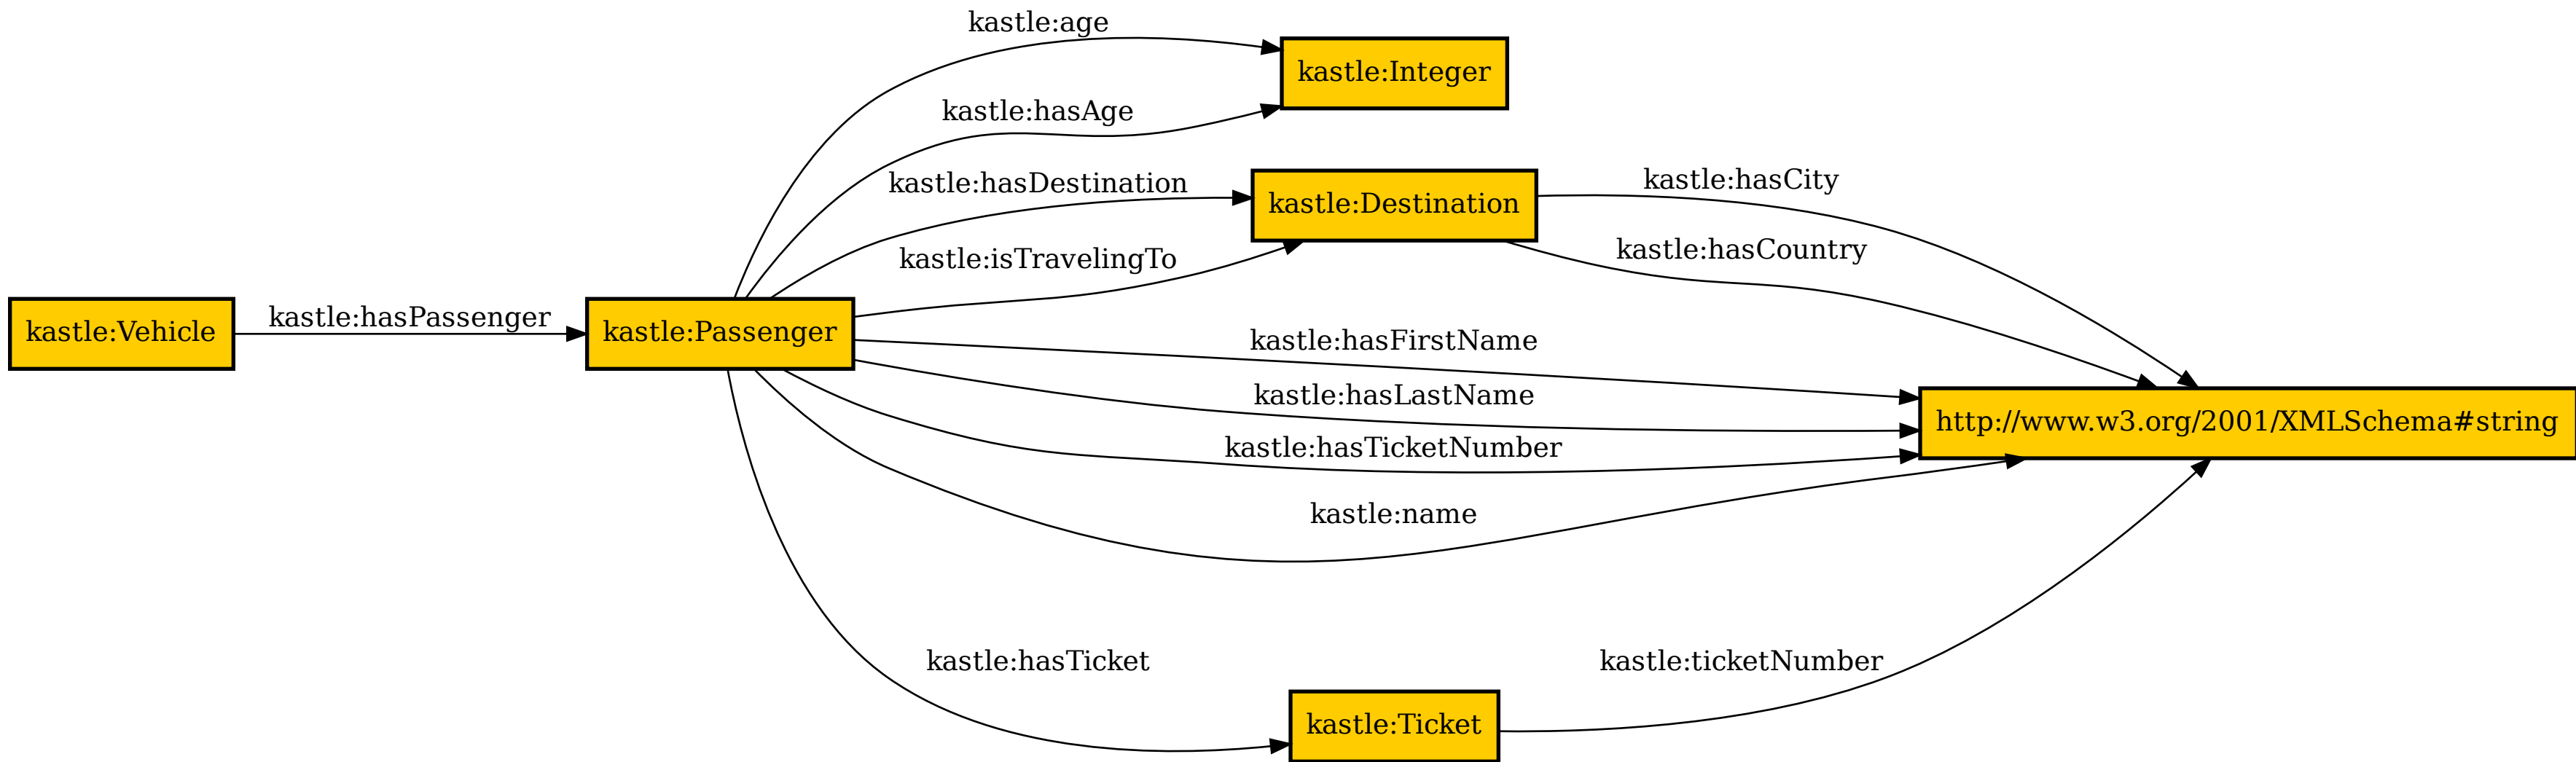 kastle:age
kastle:Integer
kastle:hasAge
kastle:hasDestination
kastle:hasCity
kastle:Destination
kastle:isTravelingTo
kastle:hasCountry
kastle:Vehicle
kastle:hasPassenger
kastle:Passenger
kastle:hasFirstName
kastle:hasLastName
http://www.w3.org/2001/XMLSchema#string
kastle:hasTicketNumber
kastle:name
kastle:hasTicket
kastle:ticketNumber
kastle:Ticket